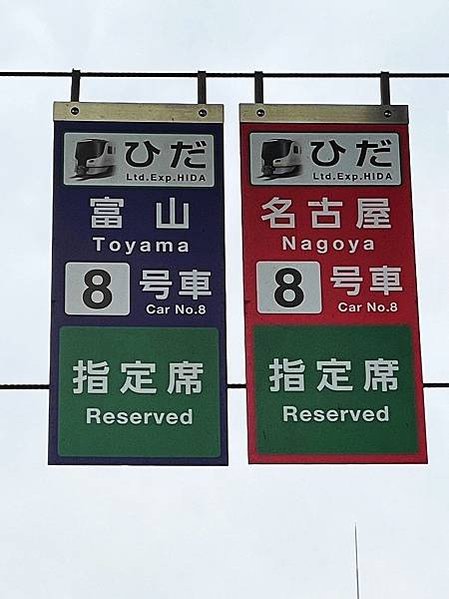 ひだ
Ltd.Exp.HIDA
富山
Toyama
8 号車
Car No.8
指定席
Reserved
ひだ
Ltd.Exp.HIDA
名古屋
Nagoya
8 号車
Car No.8
指定席
Reserved